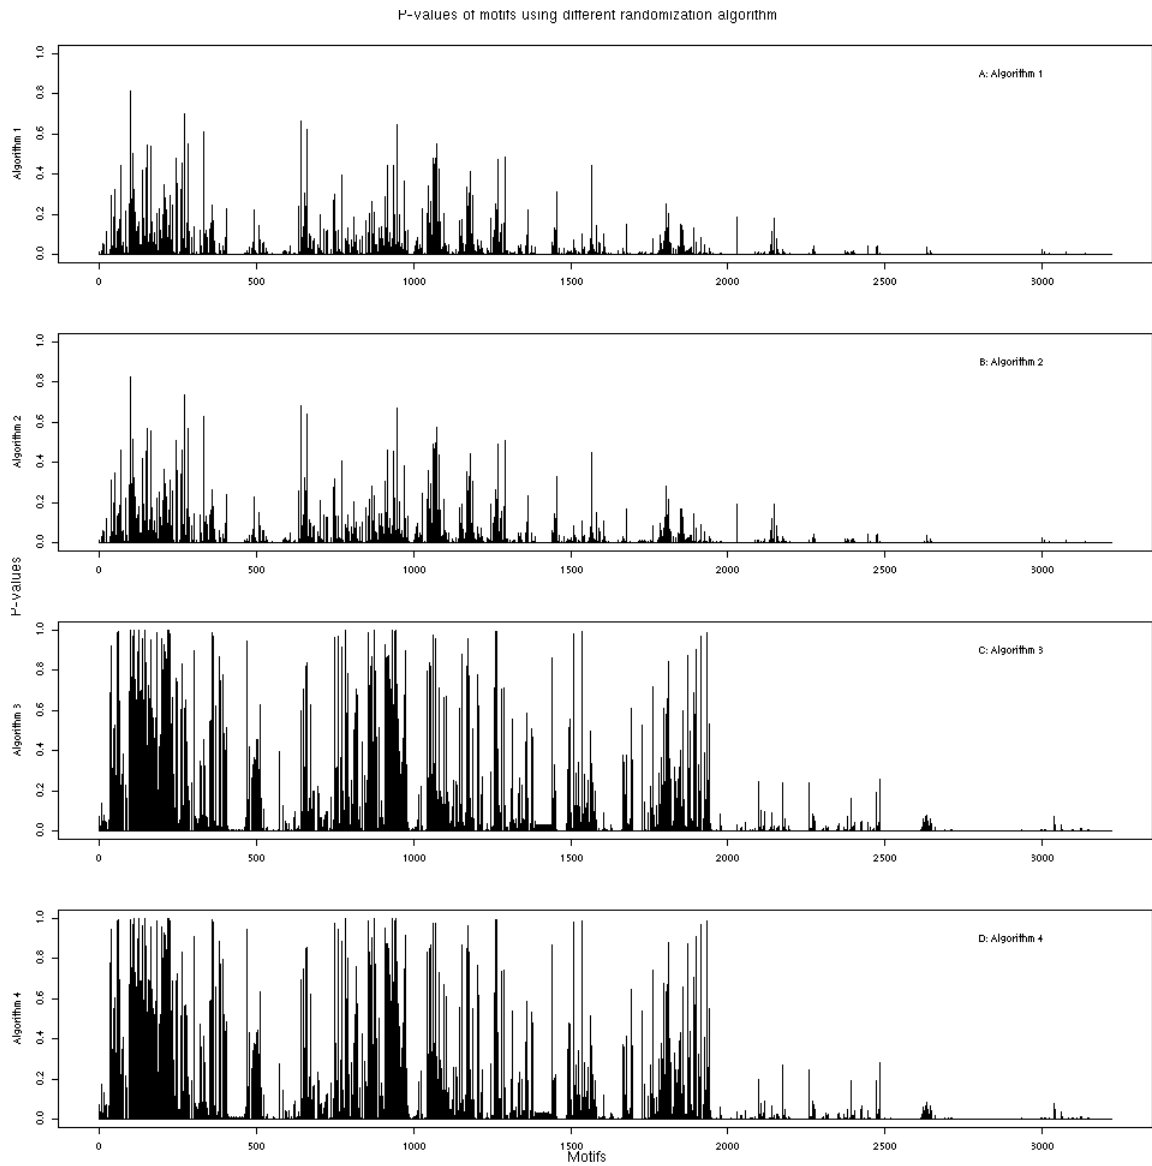 P-values of motifs using different randomization algorithm
A: Algorithm 1
Algorithm 1
0.0 0.2 0.4 0.6 0.8 1.0
0 500 1000 1500 2000 2500 3000
B: Algorithm 2
Algorithm 2
0.0 0.2 0.4 0.6 0.8 1.0
0 500 1000 1500 2000 2500 3000
P-values
C: Algorithm 3
Algorithm 3
0.0 0.2 0.4 0.6 0.8 1.0
0 500 1000 1500 2000 2500 3000
D: Algorithm 4
Algorithm 4
0.0 0.2 0.4 0.6 0.8 1.0
0 500 1000 1500 2000 2500 3000
Motifs